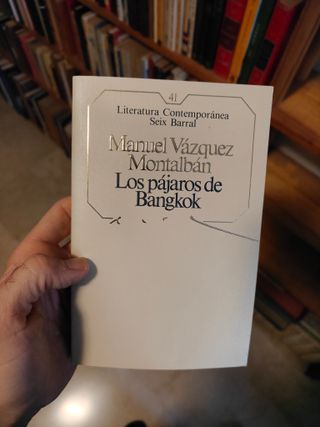 41
Literatura Contemporánea
Seix Barral
Manuel Vázquez
Montalbán
Los pájaros de
Bangkok